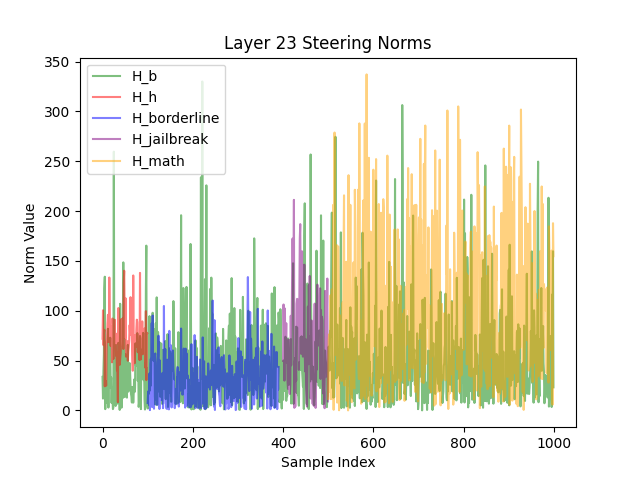 Layer 23 Steering Norms
350
300
250
200
150
100
50
0
Norm Value
H_b
H_h
H_borderline
H_jailbreak
H_math
0
200
400
600
800
1000
Sample Index